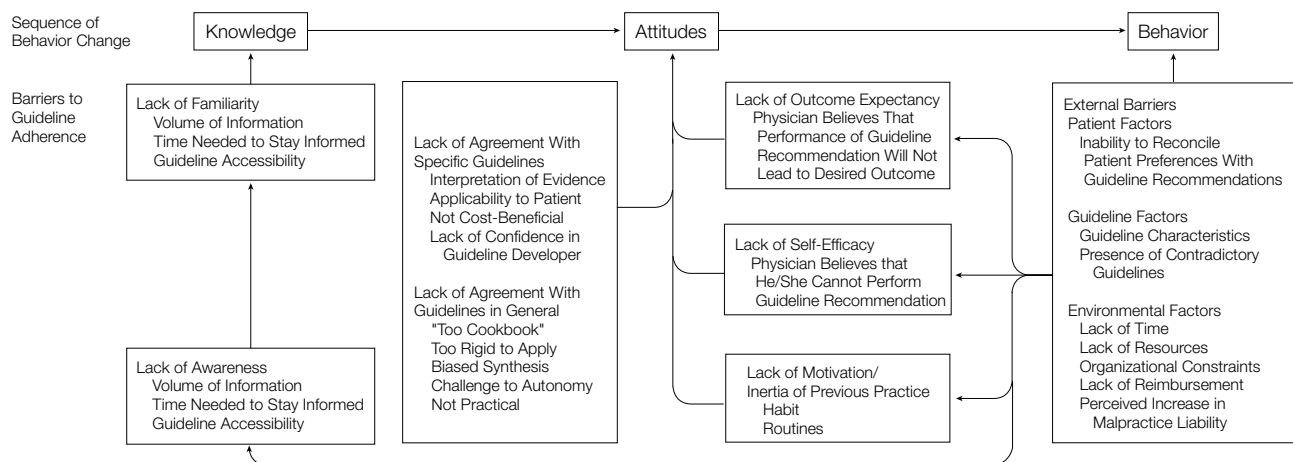 Sequence of
Behavior Change
Knowledge
Attitudes
Behavior
Barriers to
Guideline
Adherence
Lack of Familiarity
Volume of Information
Time Needed to Stay Informed
Guideline Accessibility
Lack of Awareness
Volume of Information
Time Needed to Stay Informed
Guideline Accessibility
Lack of Agreement With
Specific Guidelines
Interpretation of Evidence
Applicability to Patient
Not Cost-Beneficial
Lack of Confidence in
Guideline Developer
Lack of Agreement With
Guidelines in General
"Too Cookbook"
Too Rigid to Apply
Biased Synthesis
Challenge to Autonomy
Not Practical
Lack of Outcome Expectancy
Physician Believes That
Performance of Guideline
Recommendation Will Not
Lead to Desired Outcome
Lack of Self-Efficacy
Physician Believes that
He/She Cannot Perform
Guideline Recommendation
Lack of Motivation/
Inertia of Previous Practice
Habit
Routines
External Barriers
Patient Factors
Inability to Reconcile
Patient Preferences With
Guideline Recommendations
Guideline Factors
Guideline Characteristics
Presence of Contradictory
Guidelines
Environmental Factors
Lack of Time
Lack of Resources
Organizational Constraints
Lack of Reimbursement
Perceived Increase in
Malpractice Liability